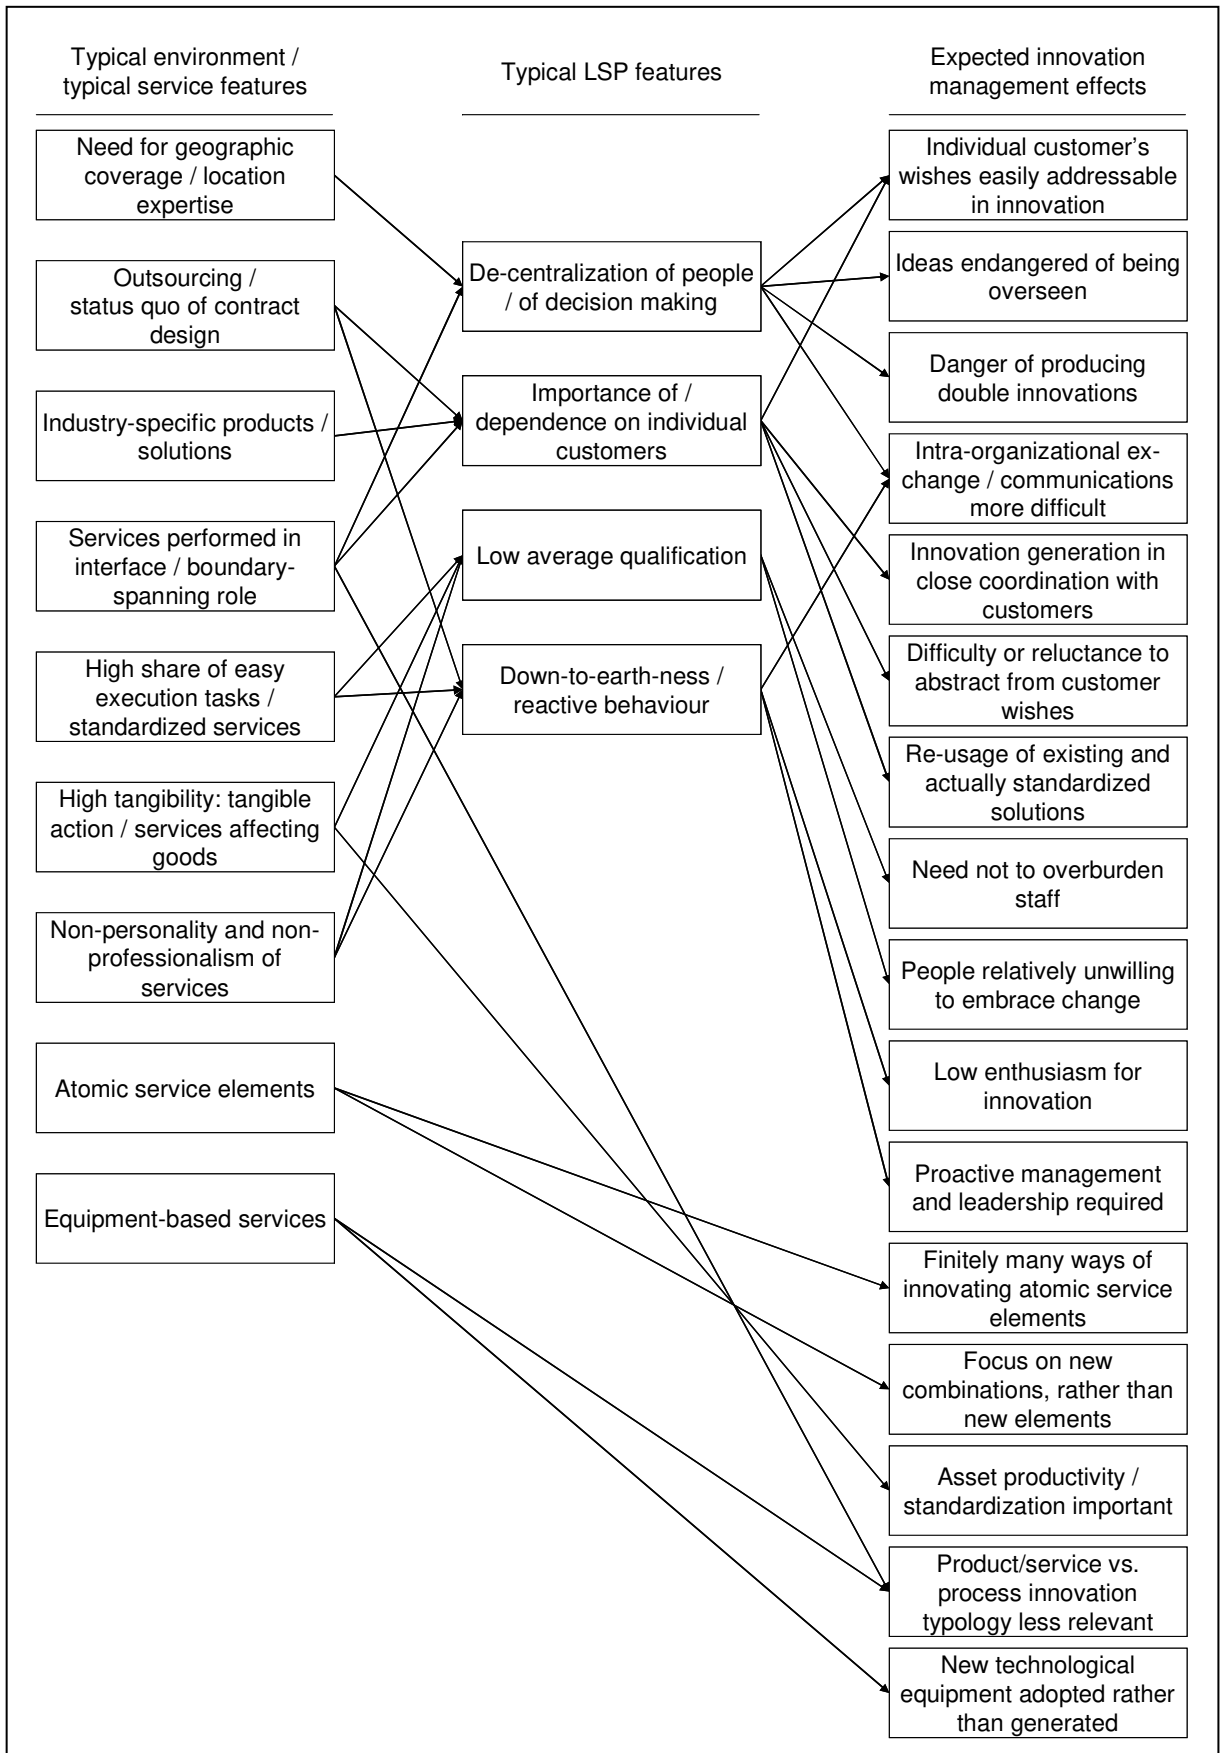 Typical environment /
typical service features
Need for geographic
coverage / location
expertise
Outsourcing /
status quo of contract
design
Industry-specific products /
solutions
Services performed in
interface / boundary-
spanning role
High share of easy
execution tasks /
standardized services
High tangibility: tangible
action / services affecting
goods
Non-personality and non-
professionalism of
services
Atomic service elements
Equipment-based services
Typical LSP features
De-centralization of people
/ of decision making
Importance of /
dependence on individual
customers
Low average qualification
Down-to-earth-ness /
reactive behaviour
Expected innovation
management effects
Individual customer’s
wishes easily addressable
in innovation
Ideas endangered of being
overseen
Danger of producing
double innovations
Intra-organizational ex-
change / communications
more difficult
Innovation generation in
close coordination with
customers
Difficulty or reluctance to
abstract from customer
wishes
Re-usage of existing and
actually standardized
solutions
Need not to overburden
staff
People relatively unwilling
to embrace change
Low enthusiasm for
innovation
Proactive management
and leadership required
Finitely many ways of
innovating atomic service
elements
Focus on new
combinations, rather than
new elements
Asset productivity /
standardization important
Product/service vs.
process innovation
typology less relevant
New technological
equipment adopted rather
than generated